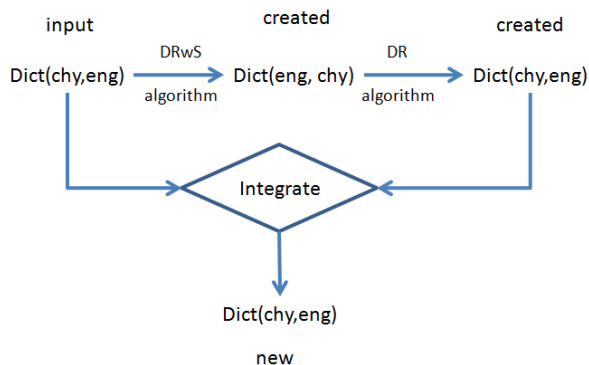 input
created
created
DRwS
DR
Dict(chy,eng)
Dict(eng, chy)
Dict(chy,eng)
algorithm
algorithm
Integrate
Dict(chy,eng)
new